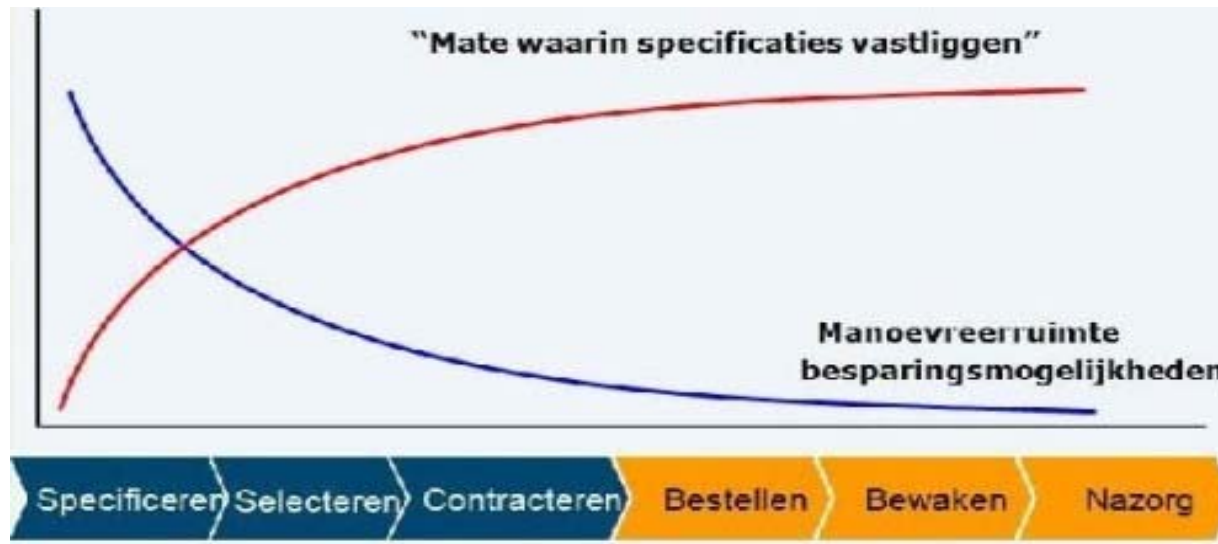 “Mate waarin specificaties vastliggen”
Manoevreerruimte
besparingsmogelijkheden
Specificeren
Selecteren
Contracteren
Bestellen
Bewaken
Nazorg